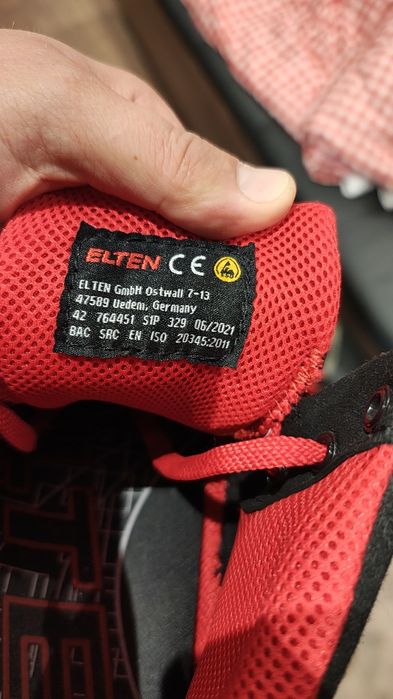 ELTEN CE
ELTEN GmbH Ostwall 7-13
47589 Uedem, Germany
42 764451 S1P 329 06/2021
BAC SRC EN ISO 20345:2011
LTE